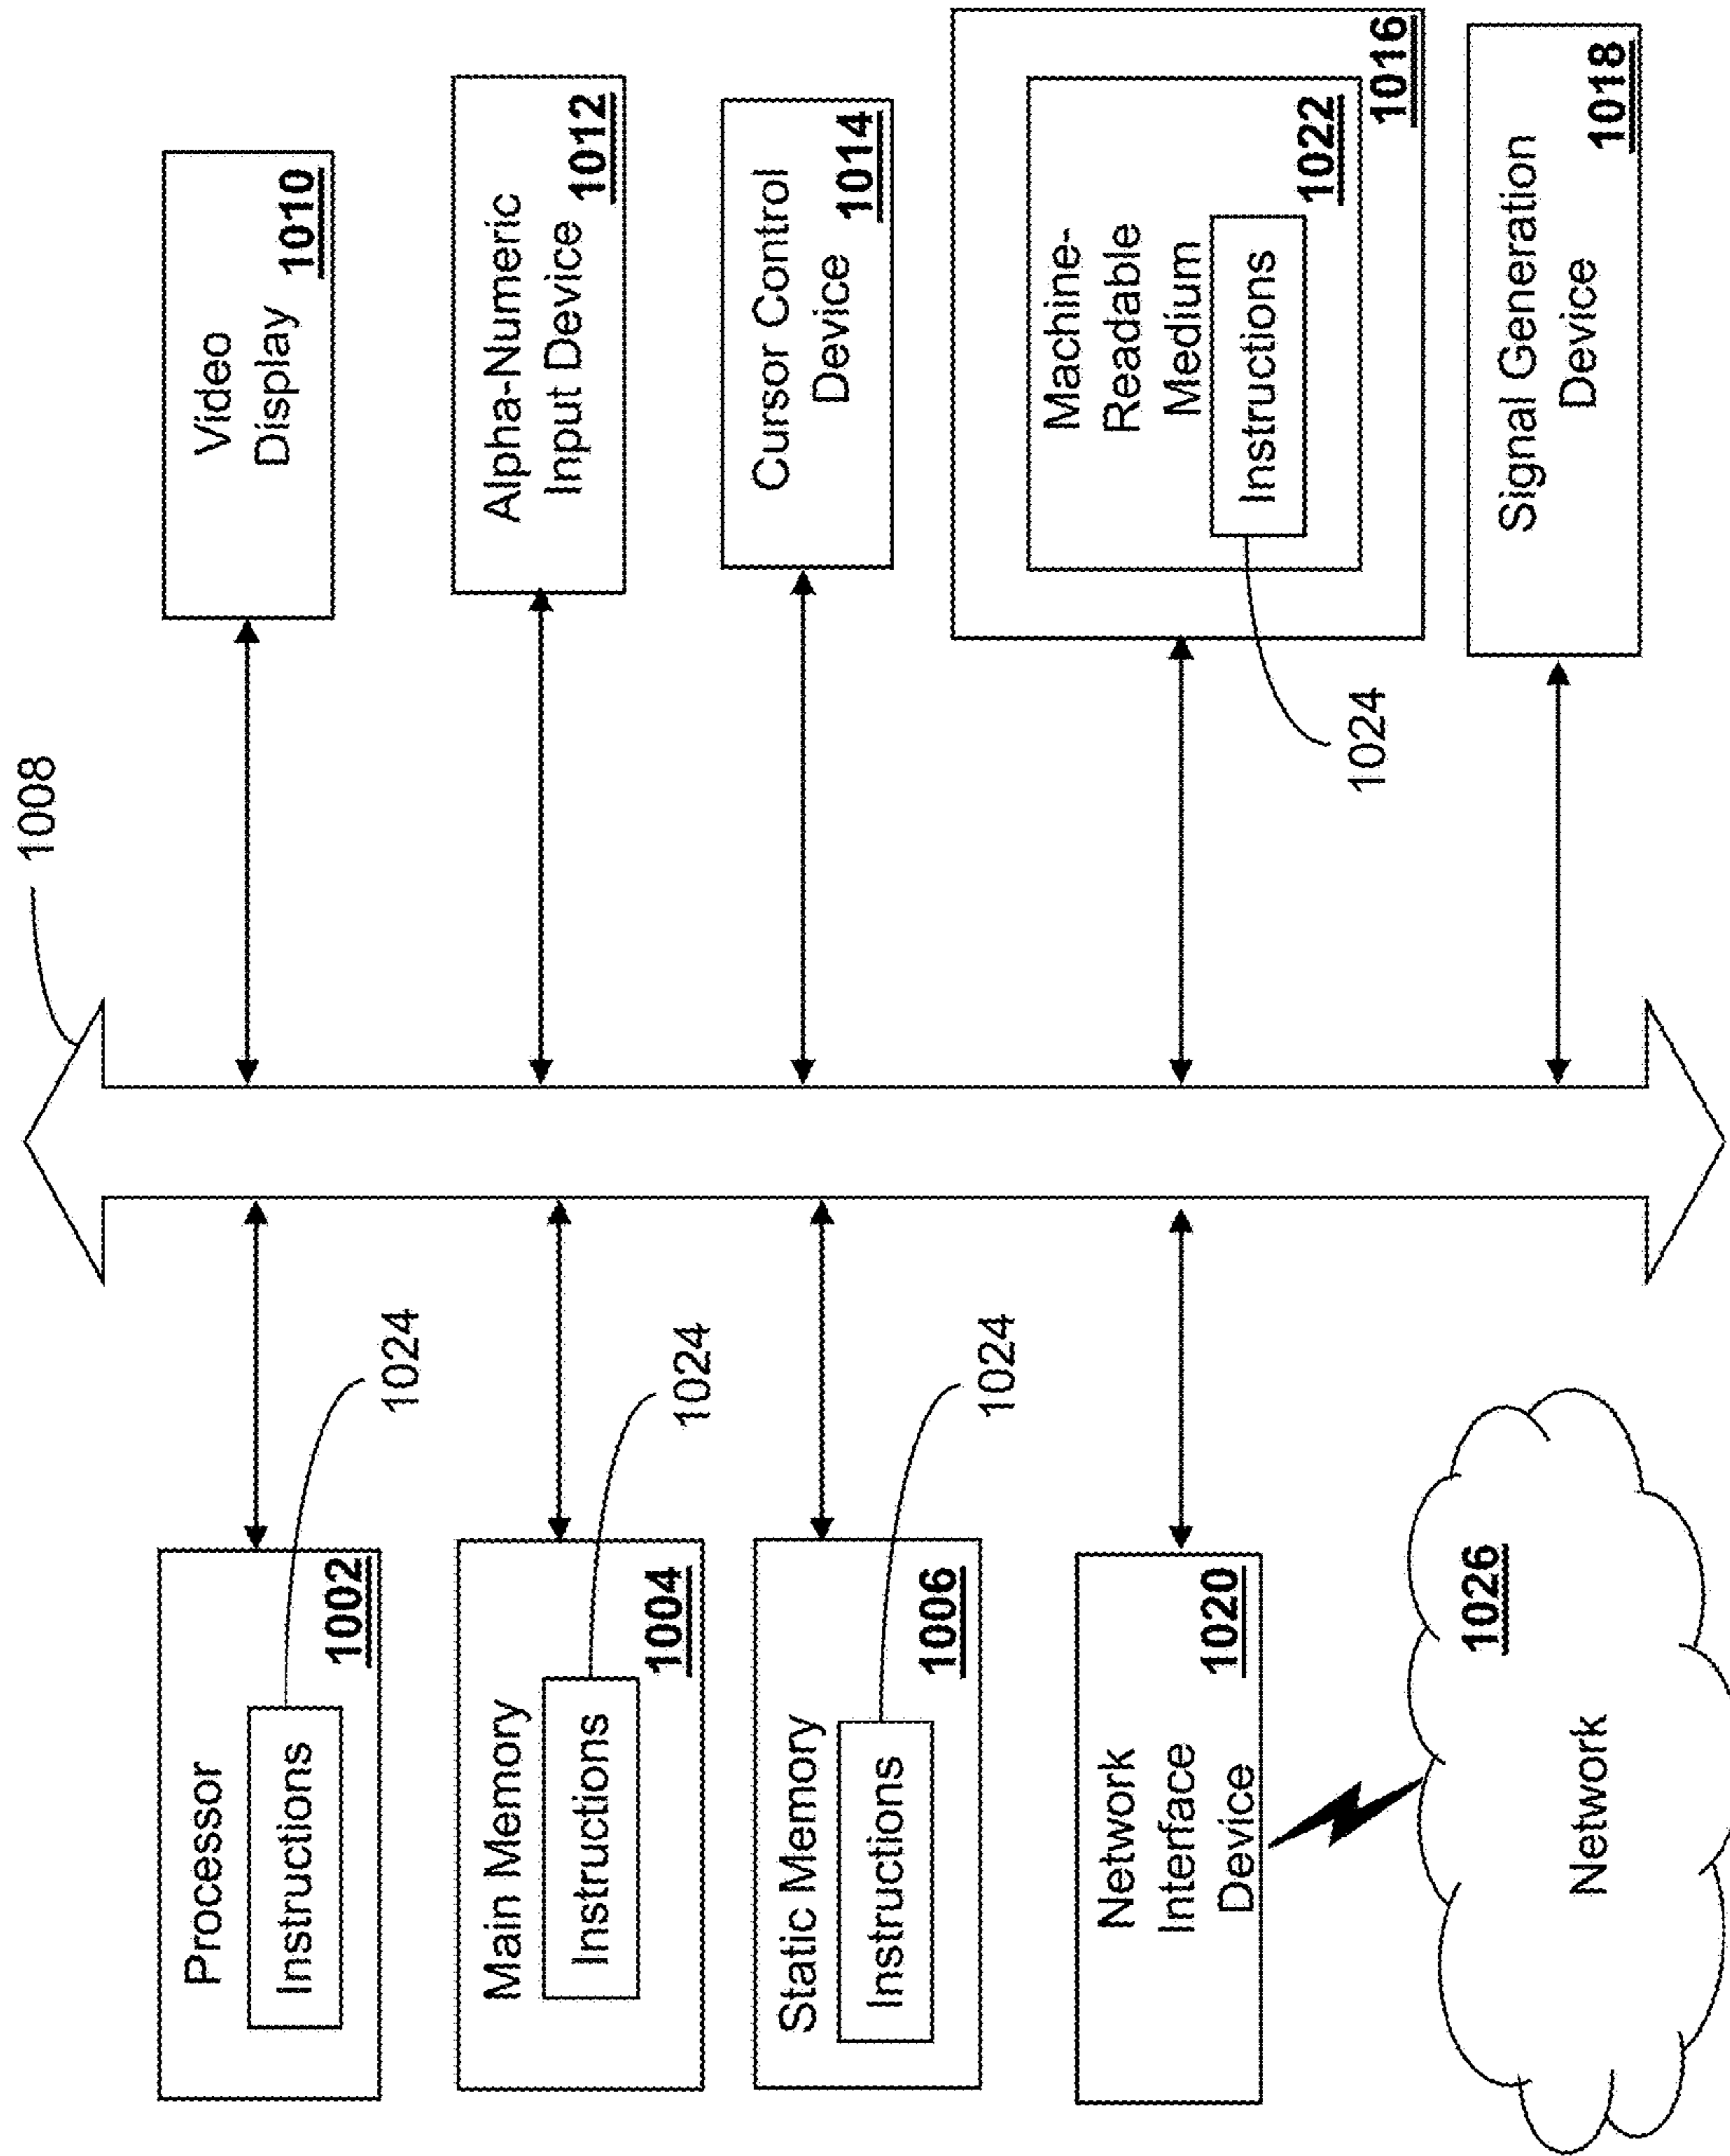 1008
Processor
Instructions
1002
1024
Main Memory
Instructions
1004
1024
Static Memory
Instructions
1006
1024
Network
Interface
Device
1020
1026
Network
Video
Display
1010
Alpha-Numeric
Input Device
1012
Cursor Control
Device
1014
Machine-
Readable
Medium
1022
Instructions
1016
1024
Signal Generation
Device
1018